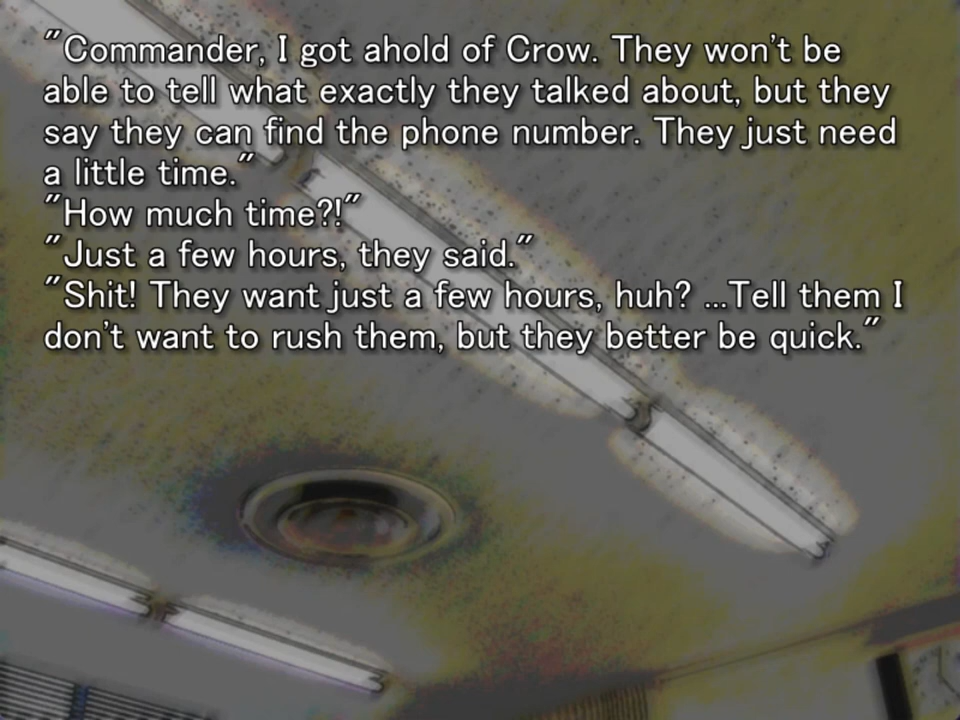 "Commander, I got ahold of Crow. They won't be
able to tell what exactly they talked about, but they
say they can find the phone number. They just need
a little time."
"How much time?!"
"Just a few hours, they said."
"Shit! They want just a few hours, huh? ...Tell them I
don't want to rush them, but they better be quick."